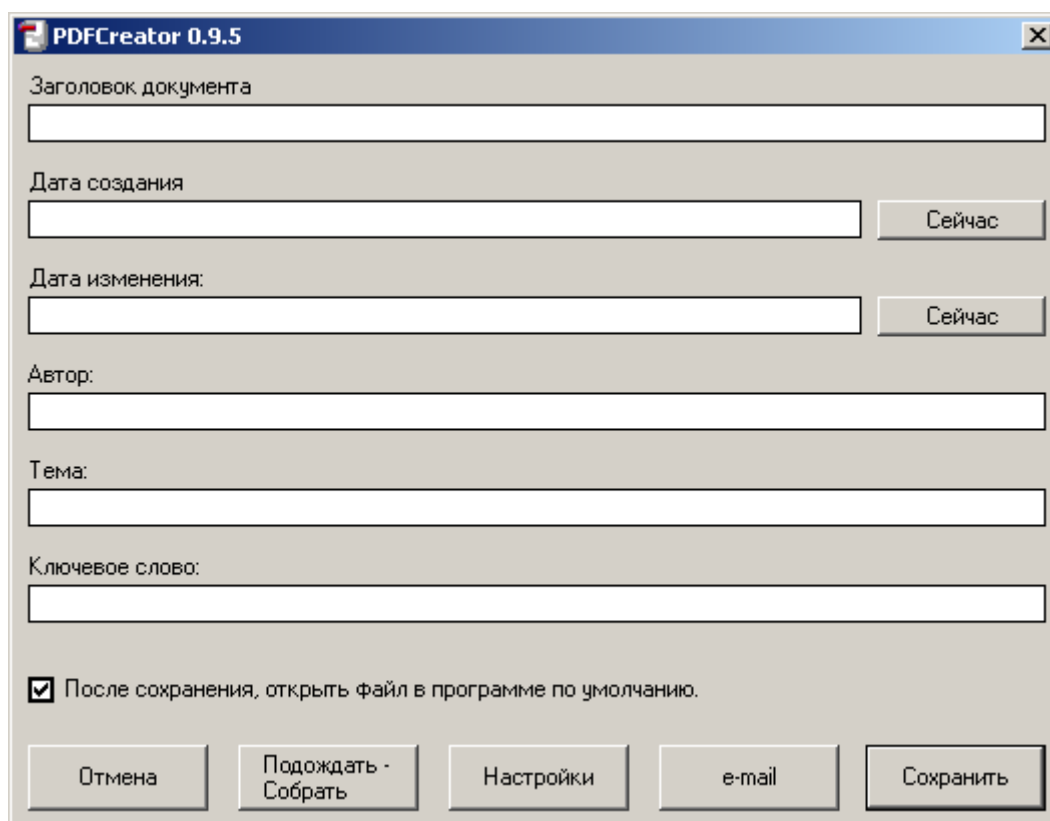 PDFCreator 0.9.5
Заголовок документа
Дата создания
Сейчас
Дата изменения:
Сейчас
Автор:
Тема:
Ключевое слово:
После сохранения, открыть файл в программе по умолчанию.
Отмена
Подождать -
Собрать
Настройки
e-mail
Сохранить